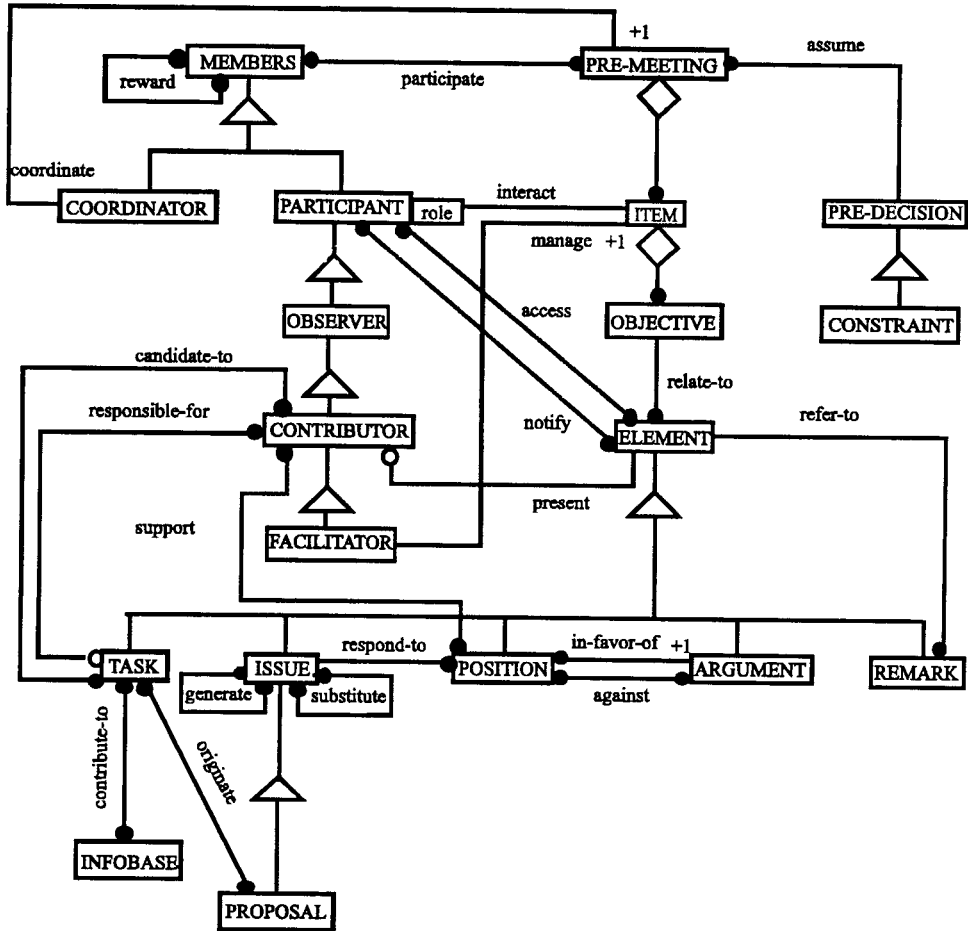 +1
assume
MEMBERS
PRE-MEETING
reward
participate
coordinate
COORDINATOR
PARTICIPANT
role
interact
ITEM
PRE-DECISION
manage
+1
OBSERVER
access
OBJECTIVE
CONSTRAINT
candidate-to
relate-to
responsible-for
CONTRIBUTOR
notify
ELEMENT
refer-to
present
support
FACILITATOR
respond-to
in-favor-of
+1
TASK
ISSUE
POSITION
ARGUMENT
REMARK
generate
substitute
against
contribute-to
originate
INFOBASE
PROPOSAL